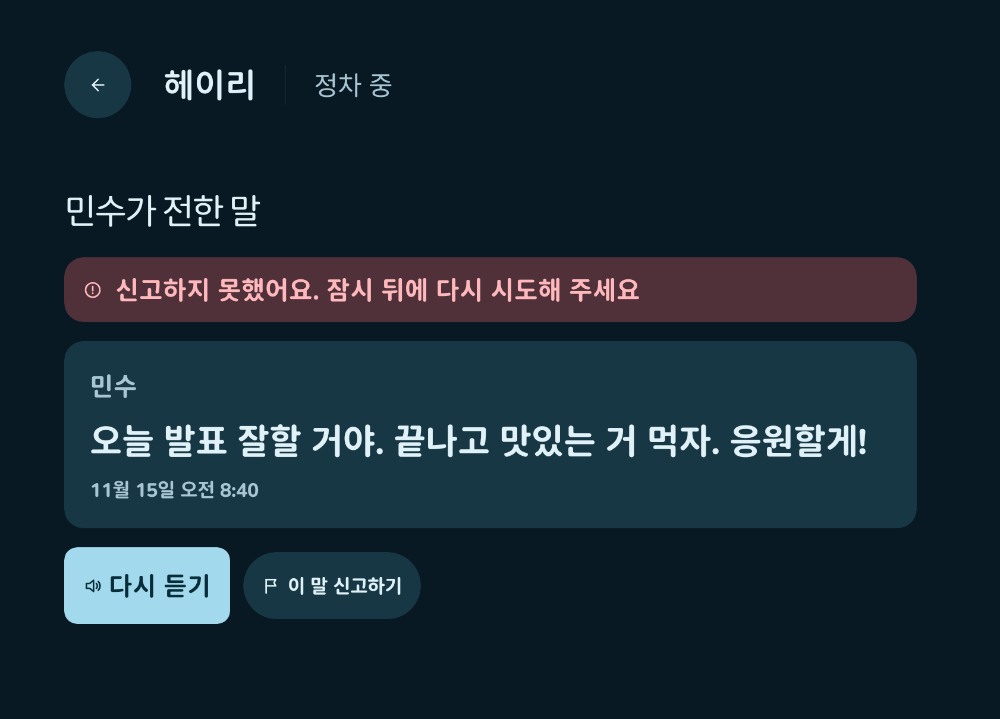 헤이리
정차 중
민수가 전한 말
신고하지 못했어요. 잠시 뒤에 다시 시도해 주세요
민수
오늘 발표 잘할 거야. 끝나고 맛있는 거 먹자. 응원할게!
11월 15일 오전 8:40
다시 듣기
이 말 신고하기